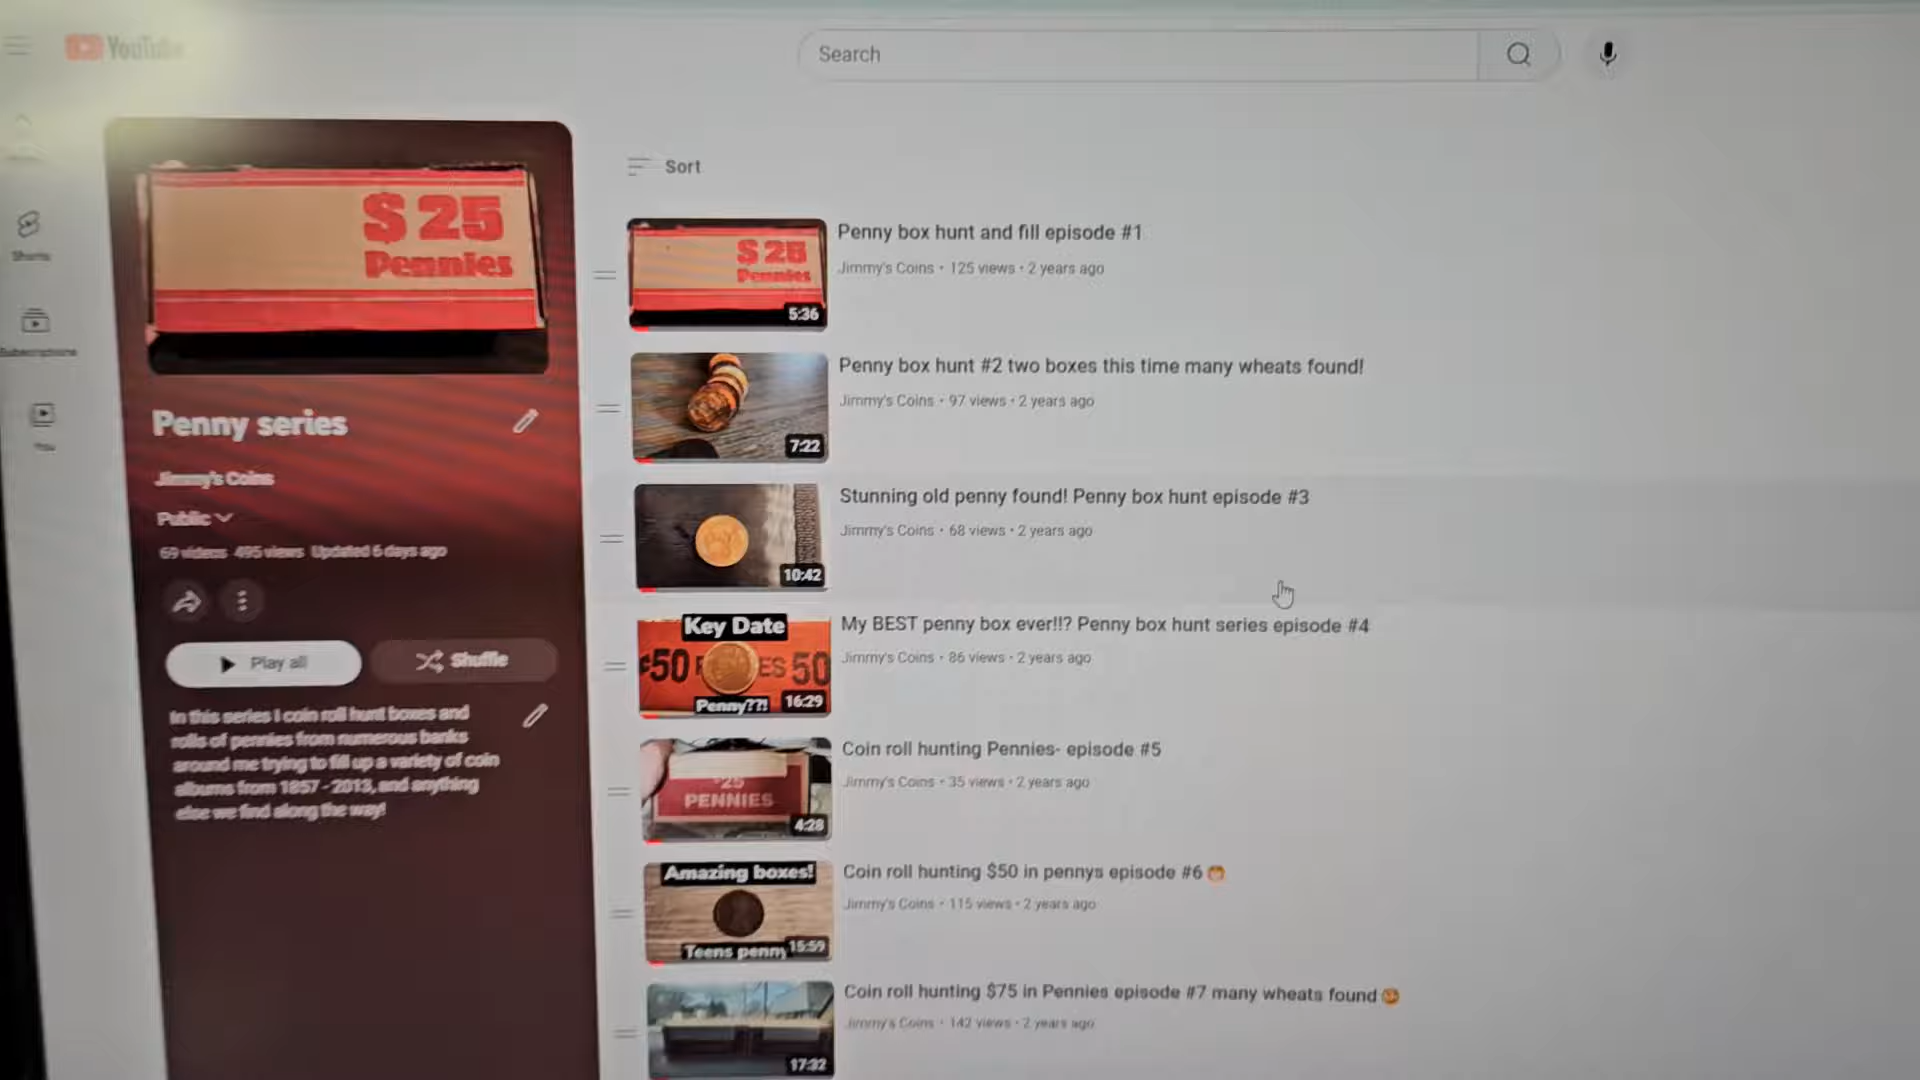 YouTube
Search
Shorts
Subscriptions
You
$25
Pennies
Penny series
Jimmy's Coins
Public
69 videos 495 views Updated 6 days ago
Play all
Shuffle
In this series I coin roll hunt boxes and
rolls of pennies from numerous banks
around me trying to fill up a variety of coin
albums from 1857 - 2013, and anything
else we find along the way!
Sort
$25
Pennies
5:36
Penny box hunt and fill episode #1
Jimmy's Coins • 125 views • 2 years ago
7:22
Penny box hunt #2 two boxes this time many wheats found!
Jimmy's Coins • 97 views • 2 years ago
10:42
Stunning old penny found! Penny box hunt episode #3
Jimmy's Coins • 68 views • 2 years ago
Key Date
50
ES 50
Penny??!
16:29
My BEST penny box ever!!? Penny box hunt series episode #4
Jimmy's Coins • 86 views • 2 years ago
$25
PENNIES
4:28
Coin roll hunting Pennies- episode #5
Jimmy's Coins • 35 views • 2 years ago
Amazing boxes!
Teens penny
15:59
Coin roll hunting $50 in pennys episode #6 😁
Jimmy's Coins • 115 views • 2 years ago
17:32
Coin roll hunting $75 in Pennies episode #7 many wheats found 😊
Jimmy's Coins • 142 views • 2 years ago